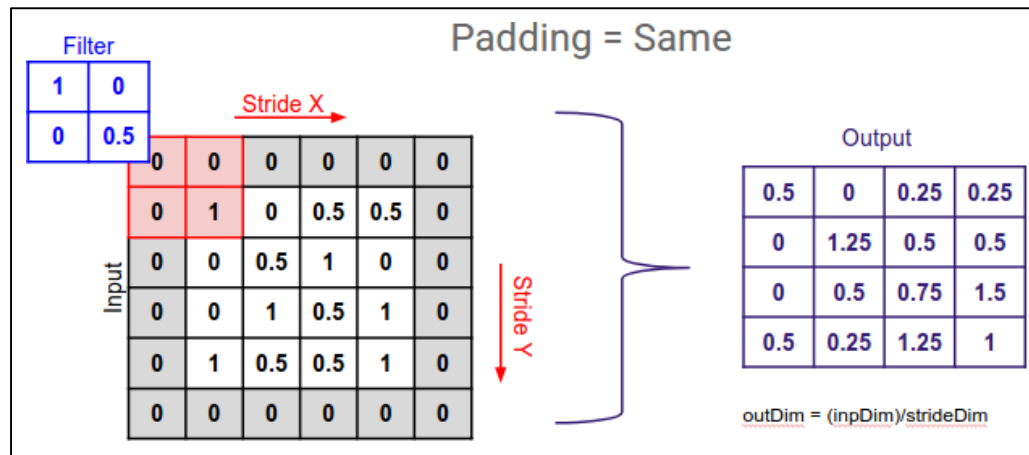 Padding = Same
Filter
1 0
0 0.5
Stride X
0 0 0 0 0 0
0 1 0 0.5 0.5 0
0 0 0.5 1 0 0
0 0 1 0.5 1 0
0 1 0.5 0.5 1 0
0 0 0 0 0 0
Input
Stride Y
Output
0.5 0 0.25 0.25
0 1.25 0.5 0.5
0 0.5 0.75 1.5
0.5 0.25 1.25 1
outDim = (inpDim)/strideDim